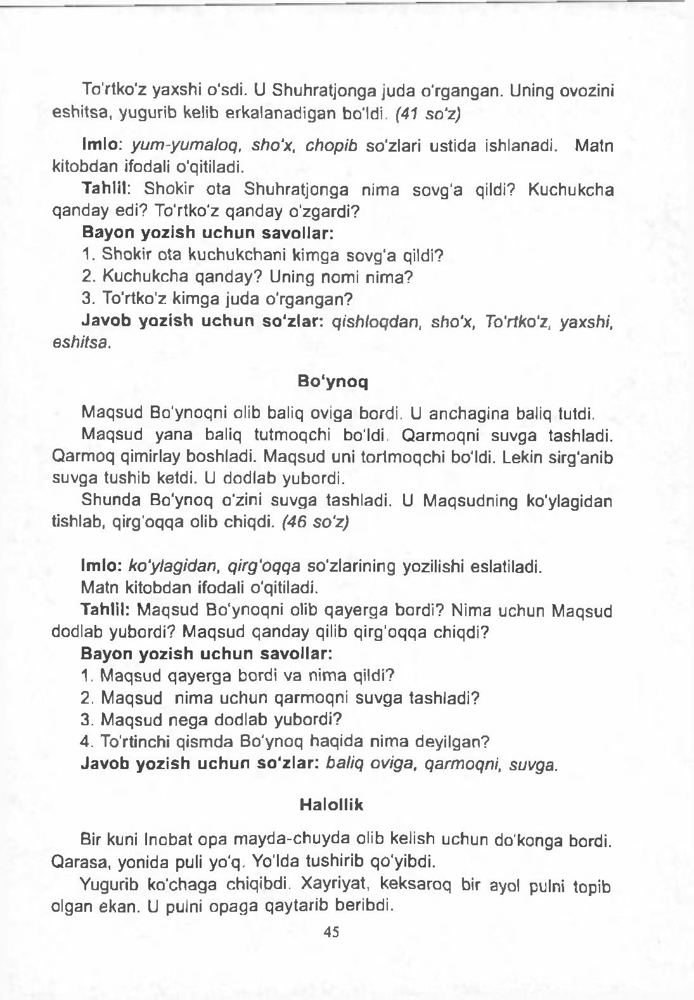 To'rtko'z yaxshi o'sdi. U Shuhratjonga juda o'rgangan. Uning ovozini
eshitsa, yugurib kelib erkalanadigan bo'ldi. (41 so'z)
Imlo: yum-yumaloq, sho'x, chopib so'zlari ustida ishlanadi. Matn
kitobdan ifodali o'qitiladi.
Tahlil: Shokir ota Shuhratjonga nima sovg'a qildi? Kuchukcha
qanday edi? To'rtko'z qanday o'zgardi?
Bayon yozish uchun savollar:
1. Shokir ota kuchukchani kimga sovg'a qildi?
2. Kuchukcha qanday? Uning nomi nima?
3. To'rtko'z kimga juda o'rgangan?
Javob yozish uchun so'zlar: qishloqdan, sho'x, To'rtko'z, yaxshi,
eshitsa.
Bo'ynoq
Maqsud Bo'ynoqni olib baliq oviga bordi. U anchagina baliq tutdi.
Maqsud yana baliq tutmoqchi bo'ldi. Qarmoqni suvga tashladi.
Qarmoq qimirlay boshladi. Maqsud uni tortmoqchi bo'ldi. Lekin sirg'anib
suvga tushib ketdi. U dodlab yubordi.
Shunda Bo'ynoq o'zini suvga tashladi. U Maqsudning ko'ylagidan
tishlab, qirg'oqqa olib chiqdi. (46 so'z)
Imlo: ko'ylagidan, qirg'oqqa so'zlarining yozilishi eslatiladi.
Matn kitobdan ifodali o'qitiladi.
Tahlil: Maqsud Bo'ynoqni olib qayerga bordi? Nima uchun Maqsud
dodlab yubordi? Maqsud qanday qilib qirg'oqqa chiqdi?
Bayon yozish uchun savollar:
1. Maqsud qayerga bordi va nima qildi?
2. Maqsud nima uchun qarmoqni suvga tashladi?
3. Maqsud nega dodlab yubordi?
4. To'rtinchi qismda Bo'ynoq haqida nima deyilgan?
Javob yozish uchun so'zlar: baliq oviga, qarmoqni, suvga.
Halollik
Bir kuni Inobat opa mayda-chuyda olib kelish uchun do'konga bordi.
Qarasa, yonida puli yo'q. Yo'lda tushirib qo'yibdi.
Yugurib ko'chaga chiqibdi. Xayriyat, keksaroq bir ayol pulni topib
olgan ekan. U pulni opaga qaytarib beribdi.
45